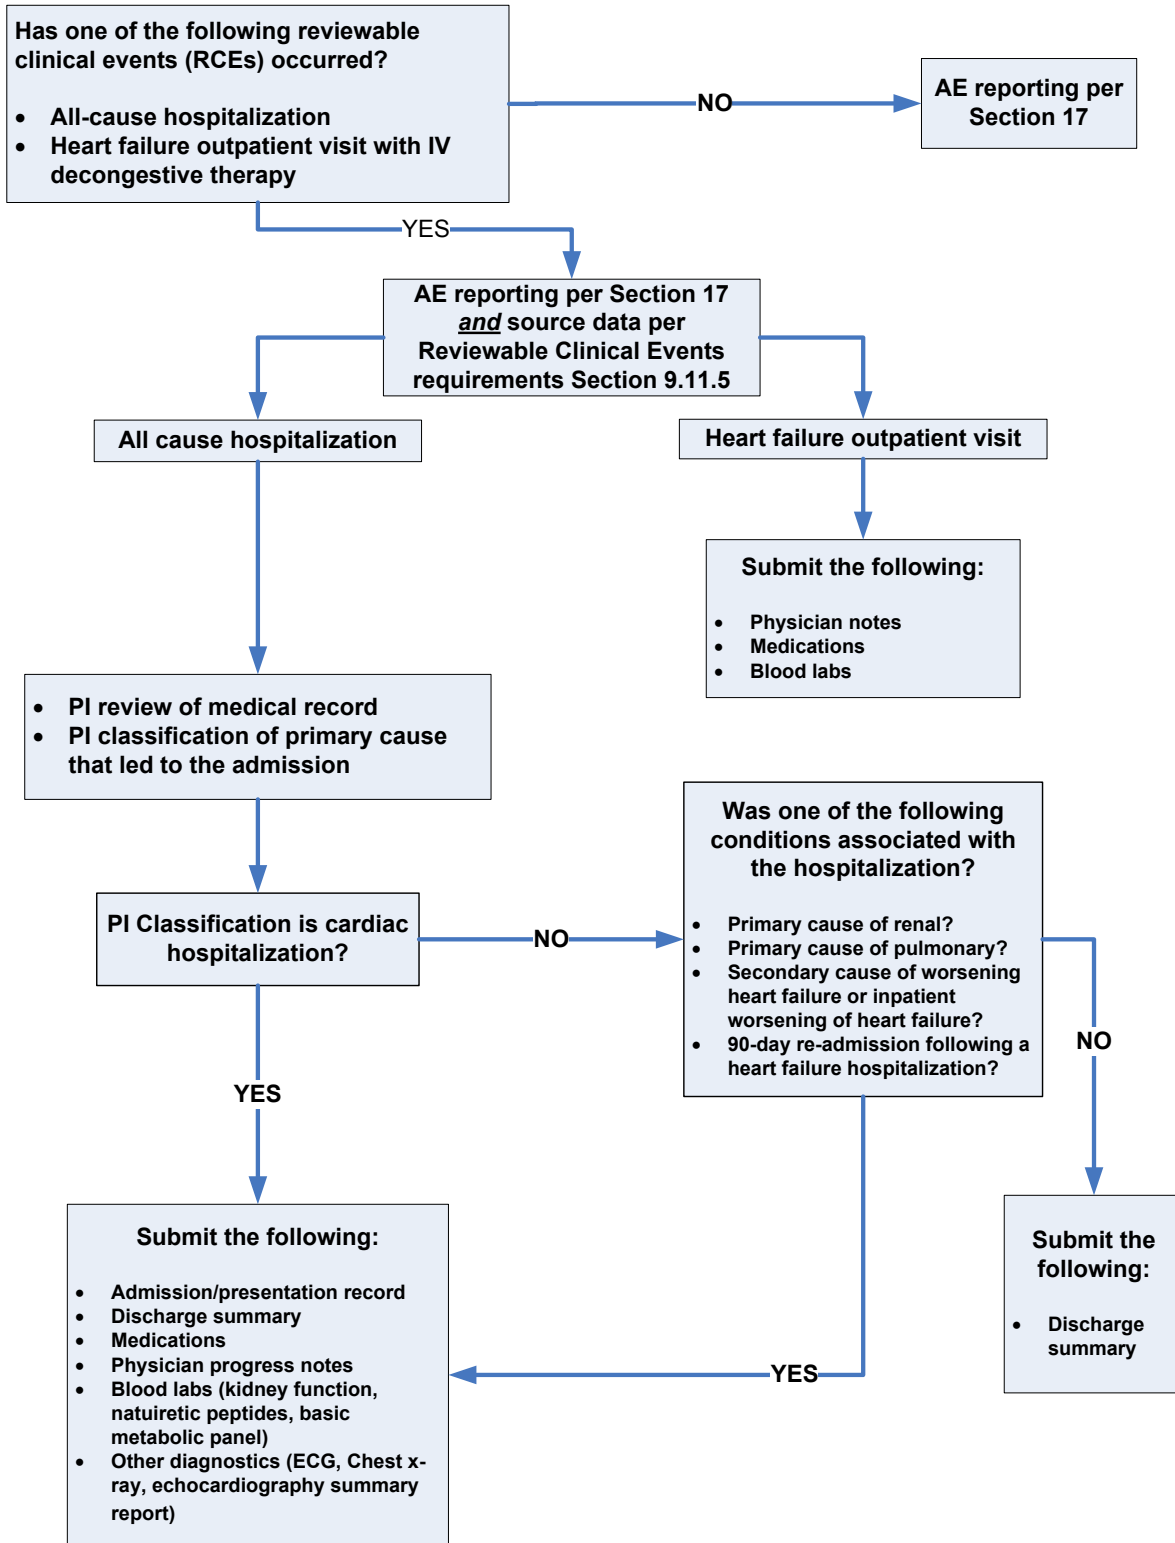 Has one of the following reviewable
clinical events (RCEs) occurred?
• All-cause hospitalization
• Heart failure outpatient visit with IV
decongestive therapy
NO
AE reporting per
Section 17
YES
AE reporting per Section 17
and source data per
Reviewable Clinical Events
requirements Section 9.11.5
All cause hospitalization
Heart failure outpatient visit
Submit the following:
• Physician notes
• Medications
• Blood labs
• PI review of medical record
• PI classification of primary cause
that led to the admission
PI Classification is cardiac
hospitalization?
NO
Was one of the following
conditions associated with
the hospitalization?
• Primary cause of renal?
• Primary cause of pulmonary?
• Secondary cause of worsening
heart failure or inpatient
worsening of heart failure?
• 90-day re-admission following a
heart failure hospitalization?
NO
YES
Submit the following:
• Admission/presentation record
• Discharge summary
• Medications
• Physician progress notes
• Blood labs (kidney function,
natuiretic peptides, basic
metabolic panel)
• Other diagnostics (ECG, Chest x-
ray, echocardiography summary
report)
YES
Submit the
following:
• Discharge
summary